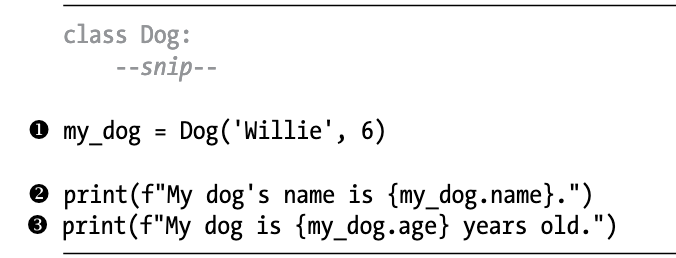 class Dog:
    --snip--
❶ my_dog = Dog('Willie', 6)
❷ print(f"My dog's name is {my_dog.name}.")
❸ print(f"My dog is {my_dog.age} years old.")